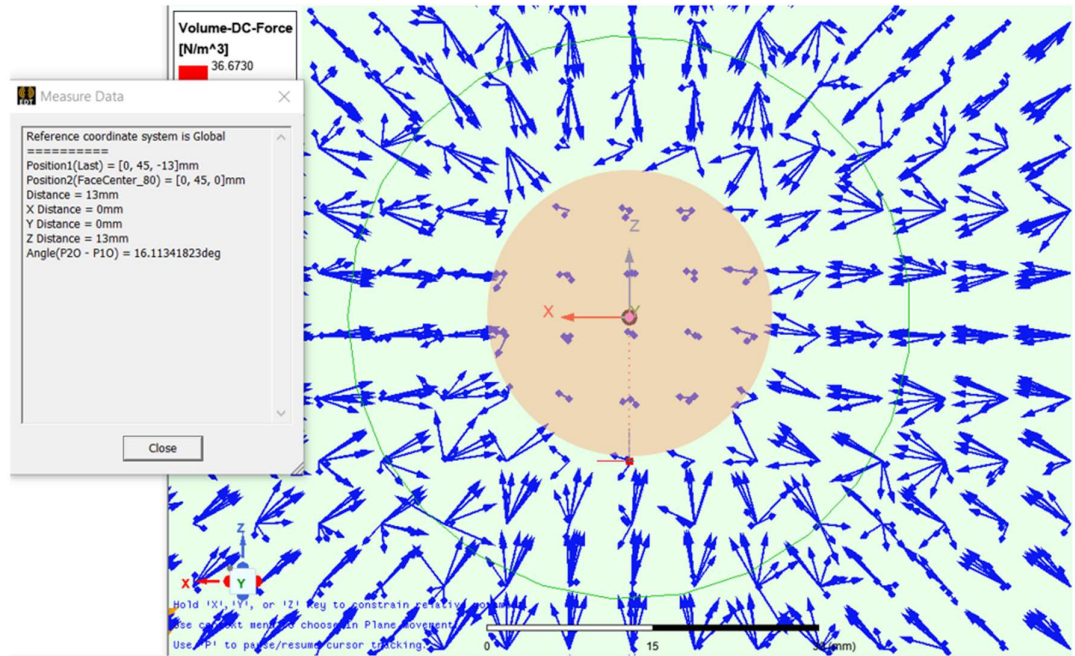 Volume-DC-Force
[N/m^3]
36.6730
Measure Data
Reference coordinate system is Global
==========
Position1(Last) = [0, 45, -13]mm
Position2(FaceCenter_80) = [0, 45, 0]mm
Distance = 13mm
X Distance = 0mm
Y Distance = 0mm
Z Distance = 13mm
Angle(P2O - P1O) = 16.11341823deg
Close
Z
X
Y
Z
X
Y
Hold 'X', 'Y', or 'Z' key to constrain relative
context menu choose in Plane Movement
Use 'P' to pause/resume cursor tracking.
0
15
(mm)